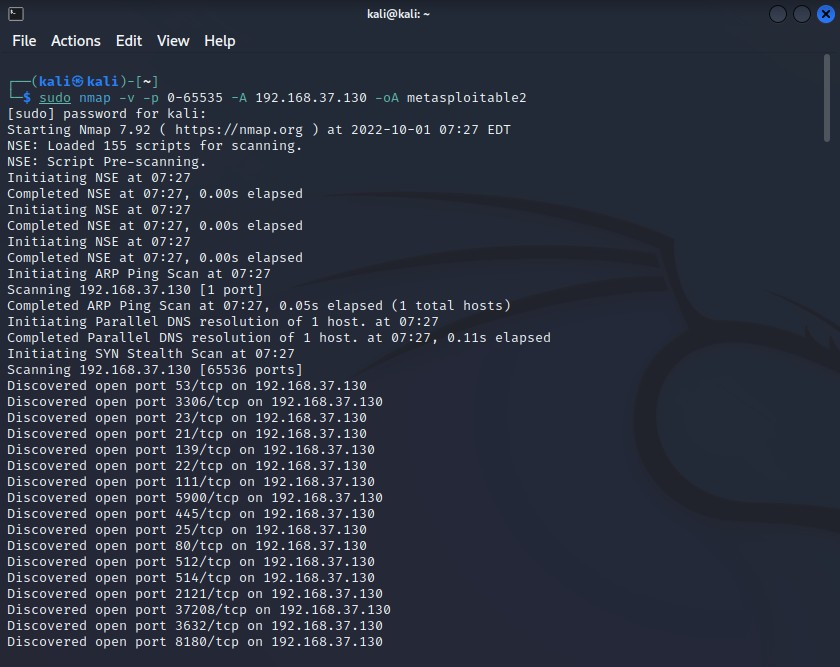 kali@kali: ~
File Actions Edit View Help
┌──(kali㉿kali)-[~]
└─$ sudo nmap -v -p 0-65535 -A 192.168.37.130 -oA metasploitable2
[sudo] password for kali:
Starting Nmap 7.92 ( https://nmap.org ) at 2022-10-01 07:27 EDT
NSE: Loaded 155 scripts for scanning.
NSE: Script Pre-scanning.
Initiating NSE at 07:27
Completed NSE at 07:27, 0.00s elapsed
Initiating NSE at 07:27
Completed NSE at 07:27, 0.00s elapsed
Initiating NSE at 07:27
Completed NSE at 07:27, 0.00s elapsed
Initiating ARP Ping Scan at 07:27
Scanning 192.168.37.130 [1 port]
Completed ARP Ping Scan at 07:27, 0.05s elapsed (1 total hosts)
Initiating Parallel DNS resolution of 1 host. at 07:27
Completed Parallel DNS resolution of 1 host. at 07:27, 0.11s elapsed
Initiating SYN Stealth Scan at 07:27
Scanning 192.168.37.130 [65536 ports]
Discovered open port 53/tcp on 192.168.37.130
Discovered open port 3306/tcp on 192.168.37.130
Discovered open port 23/tcp on 192.168.37.130
Discovered open port 21/tcp on 192.168.37.130
Discovered open port 139/tcp on 192.168.37.130
Discovered open port 22/tcp on 192.168.37.130
Discovered open port 111/tcp on 192.168.37.130
Discovered open port 5900/tcp on 192.168.37.130
Discovered open port 445/tcp on 192.168.37.130
Discovered open port 25/tcp on 192.168.37.130
Discovered open port 80/tcp on 192.168.37.130
Discovered open port 512/tcp on 192.168.37.130
Discovered open port 514/tcp on 192.168.37.130
Discovered open port 2121/tcp on 192.168.37.130
Discovered open port 37208/tcp on 192.168.37.130
Discovered open port 3632/tcp on 192.168.37.130
Discovered open port 8180/tcp on 192.168.37.130